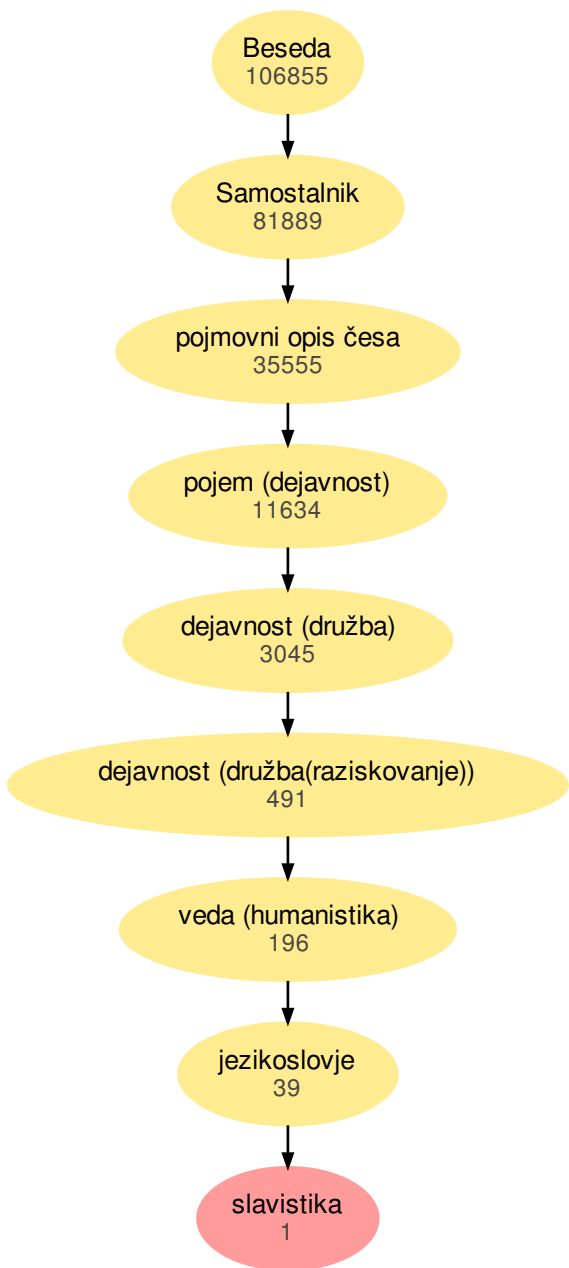 Beseda
106855
Samostalnik
81889
pojmovni opis česa
35555
pojem (dejavnost)
11634
dejavnost (družba)
3045
dejavnost (družba(raziskovanje))
491
veda (humanistika)
196
jezikoslovje
39
slavistika
1